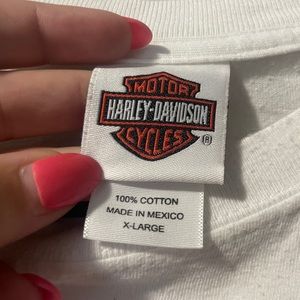 MOTOR
HARLEY-DAVIDSON
CYCLES
®
100% COTTON
MADE IN MEXICO
X-LARGE